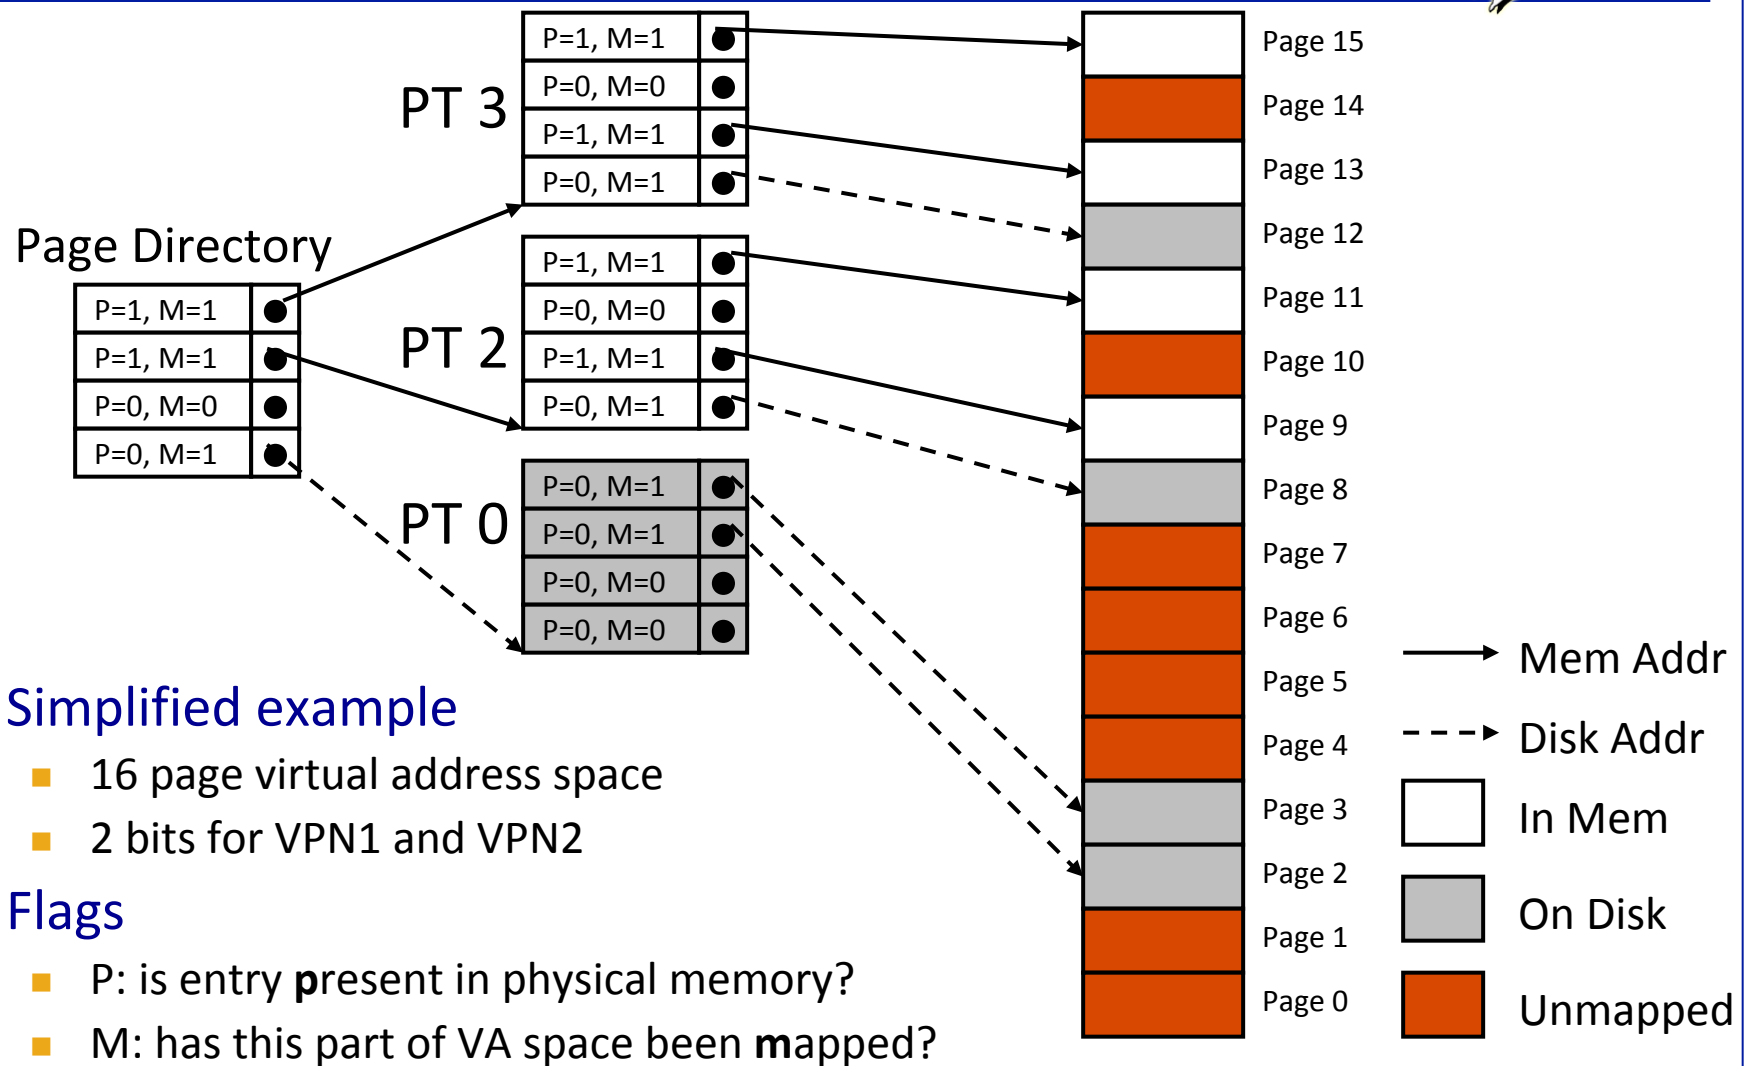 Page Directory
P=1, M=1
P=1, M=1
P=0, M=0
P=0, M=1
PT 3
P=1, M=1
P=0, M=0
P=1, M=1
P=0, M=1
PT 2
P=1, M=1
P=0, M=0
P=1, M=1
P=0, M=1
PT 0
P=0, M=1
P=0, M=1
P=0, M=0
P=0, M=0
Page 15
Page 14
Page 13
Page 12
Page 11
Page 10
Page 9
Page 8
Page 7
Page 6
Page 5
Page 4
Page 3
Page 2
Page 1
Page 0
Mem Addr
Disk Addr
In Mem
On Disk
Unmapped
Simplified example
16 page virtual address space
2 bits for VPN1 and VPN2
Flags
P: is entry present in physical memory?
M: has this part of VA space been mapped?